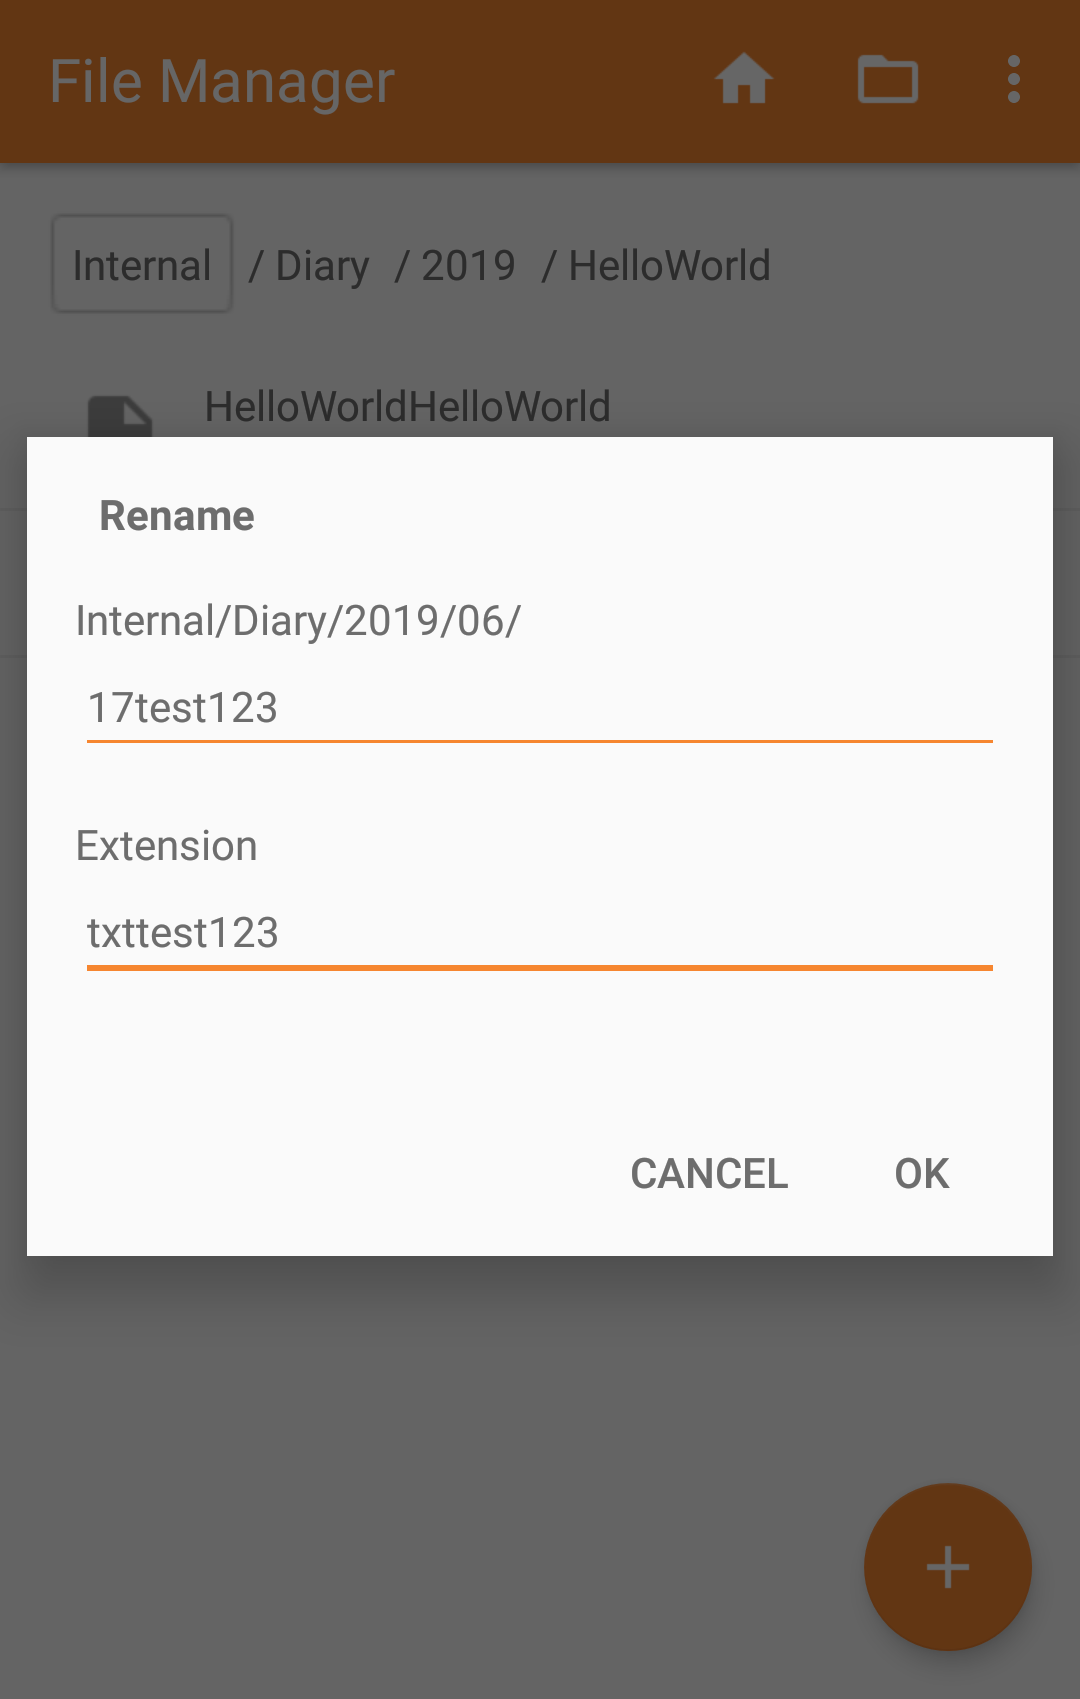 File Manager
Internal / Diary / 2019 / HelloWorld
HelloWorldHelloWorld
Rename
Internal/Diary/2019/06/
17test123
Extension
txttest123
CANCEL OK